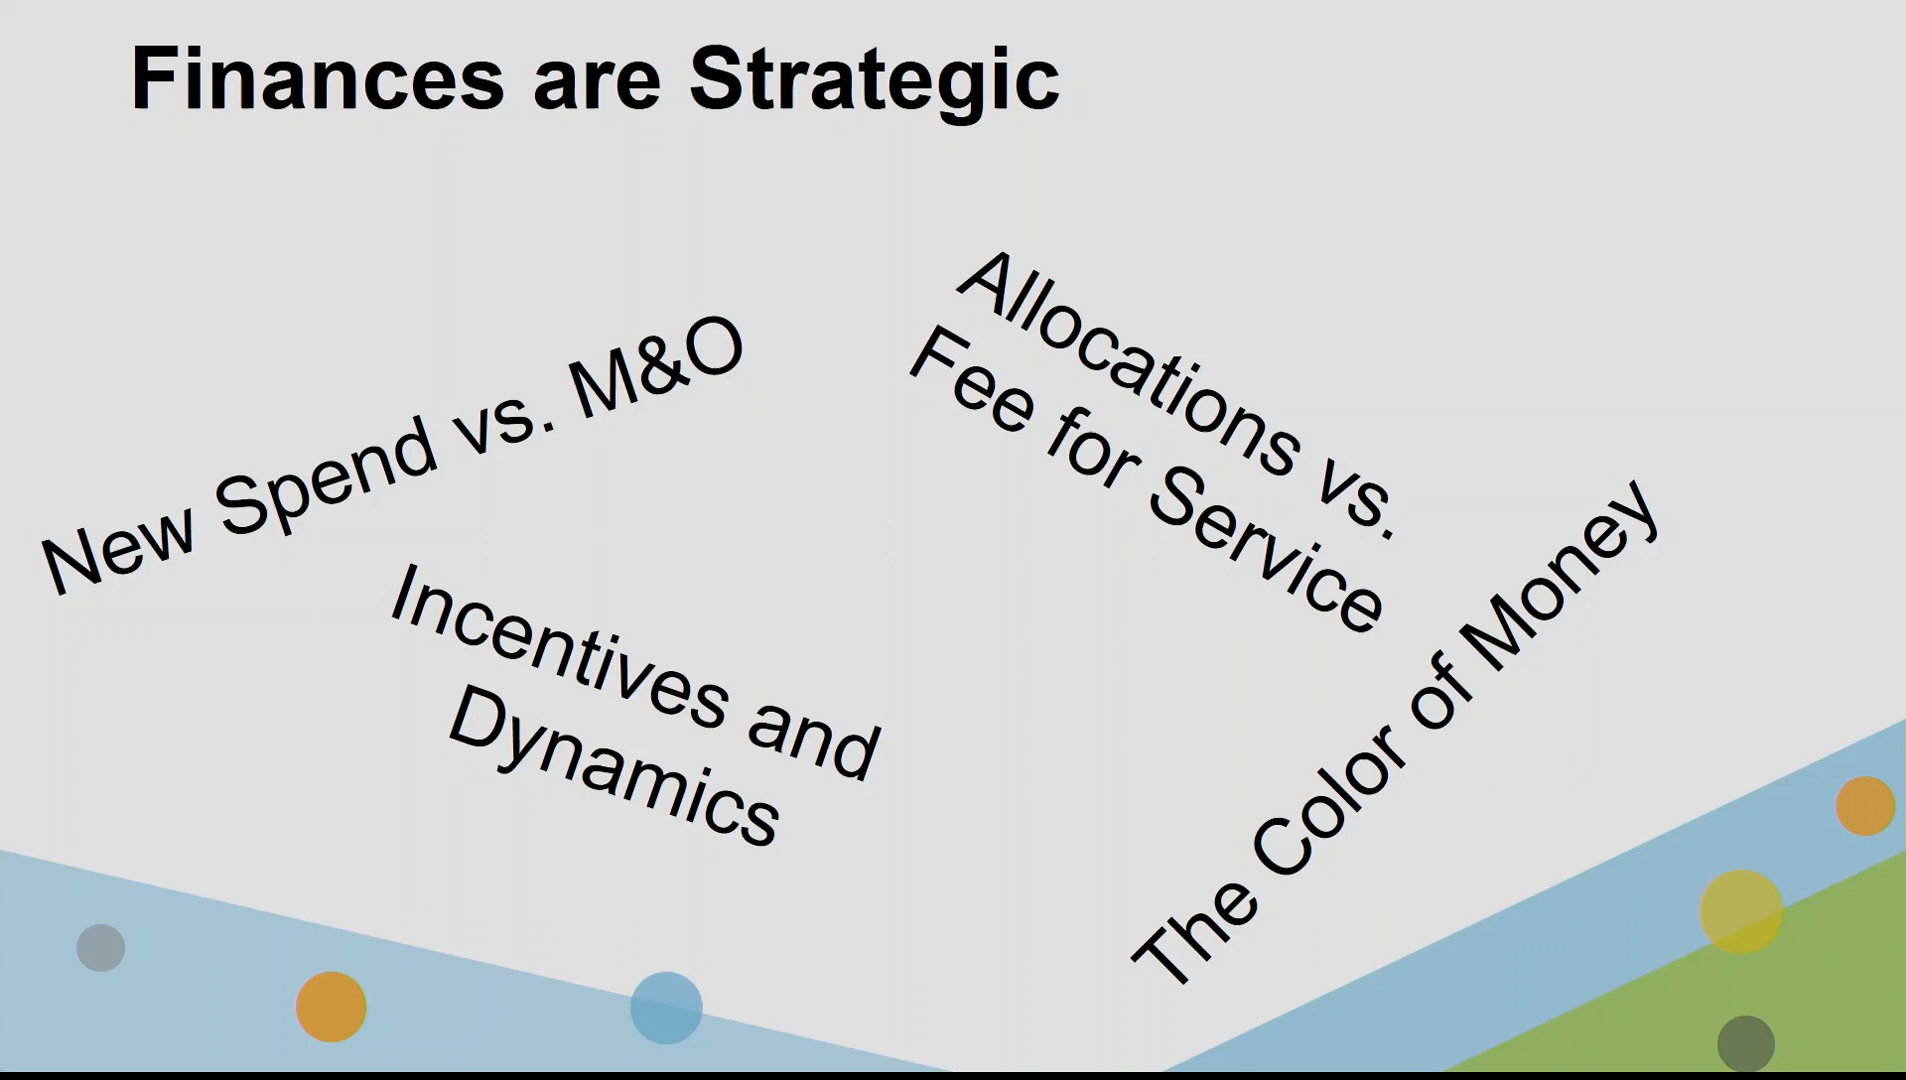 Finances are Strategic
New Spend vs. M&O
Allocations vs.
Fee for Service
Incentives and
Dynamics
The Color of Money